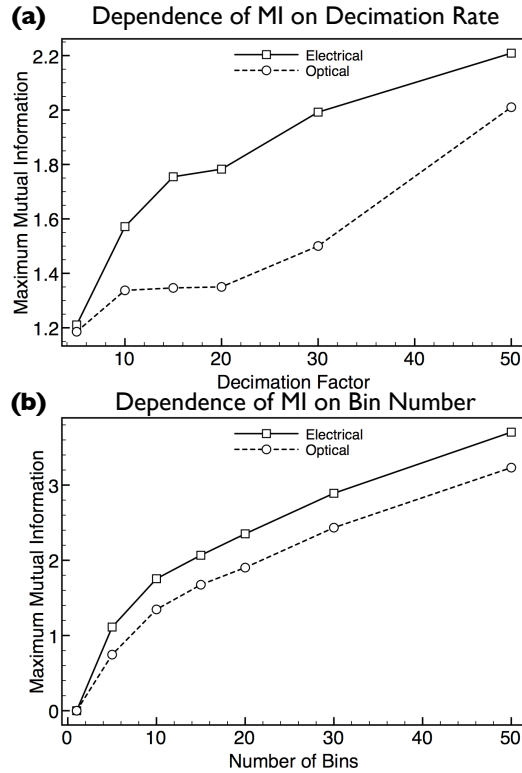 (a) Dependence of MI on Decimation Rate
Electrical
Optical
2.2
2
1.8
1.6
1.4
1.2
Maximum Mutual Information
10 20 30 40 50
Decimation Factor
(b) Dependence of MI on Bin Number
Electrical
Optical
3
2
1
0
Maximum Mutual Information
0 10 20 30 40 50
Number of Bins